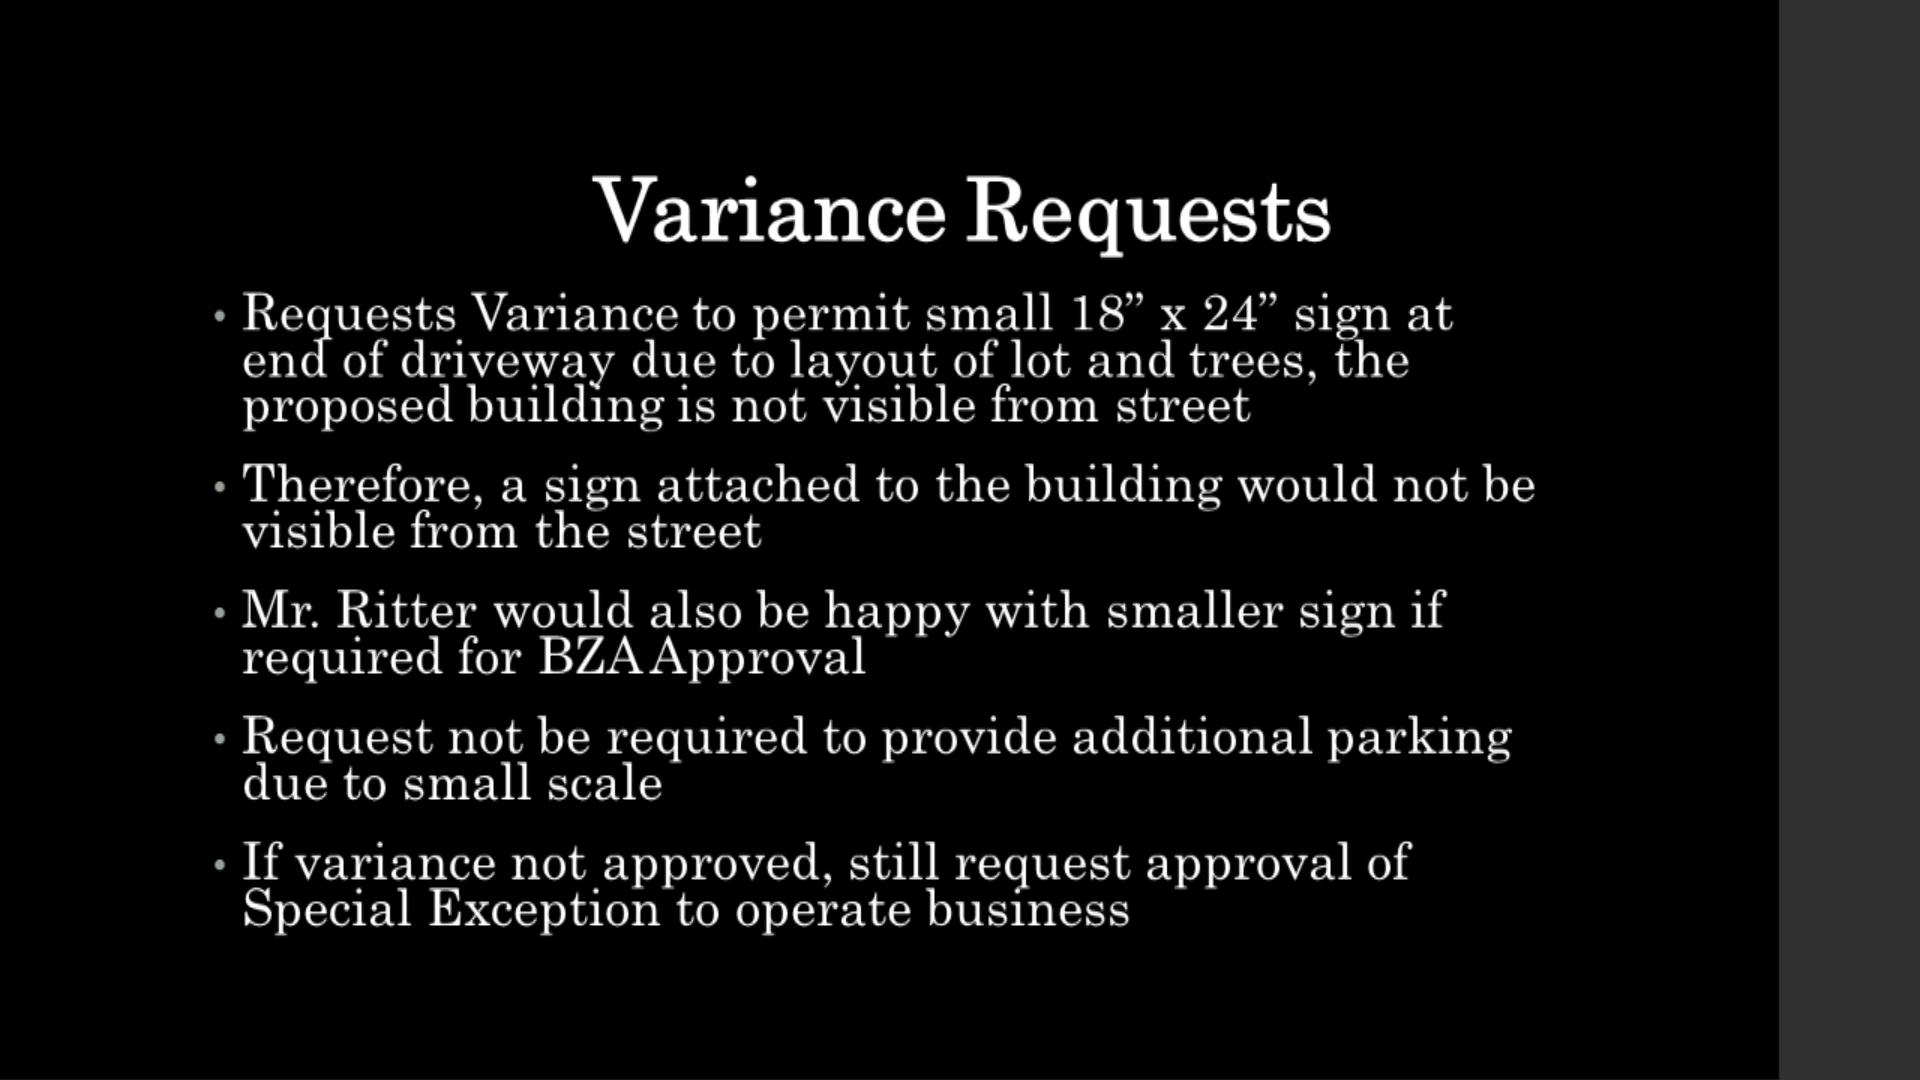 Variance Requests
• Requests Variance to permit small 18” x 24” sign at
end of driveway due to layout of lot and trees, the
proposed building is not visible from street
• Therefore, a sign attached to the building would not be
visible from the street
• Mr. Ritter would also be happy with smaller sign if
required for BZA Approval
• Request not be required to provide additional parking
due to small scale
• If variance not approved, still request approval of
Special Exception to operate business